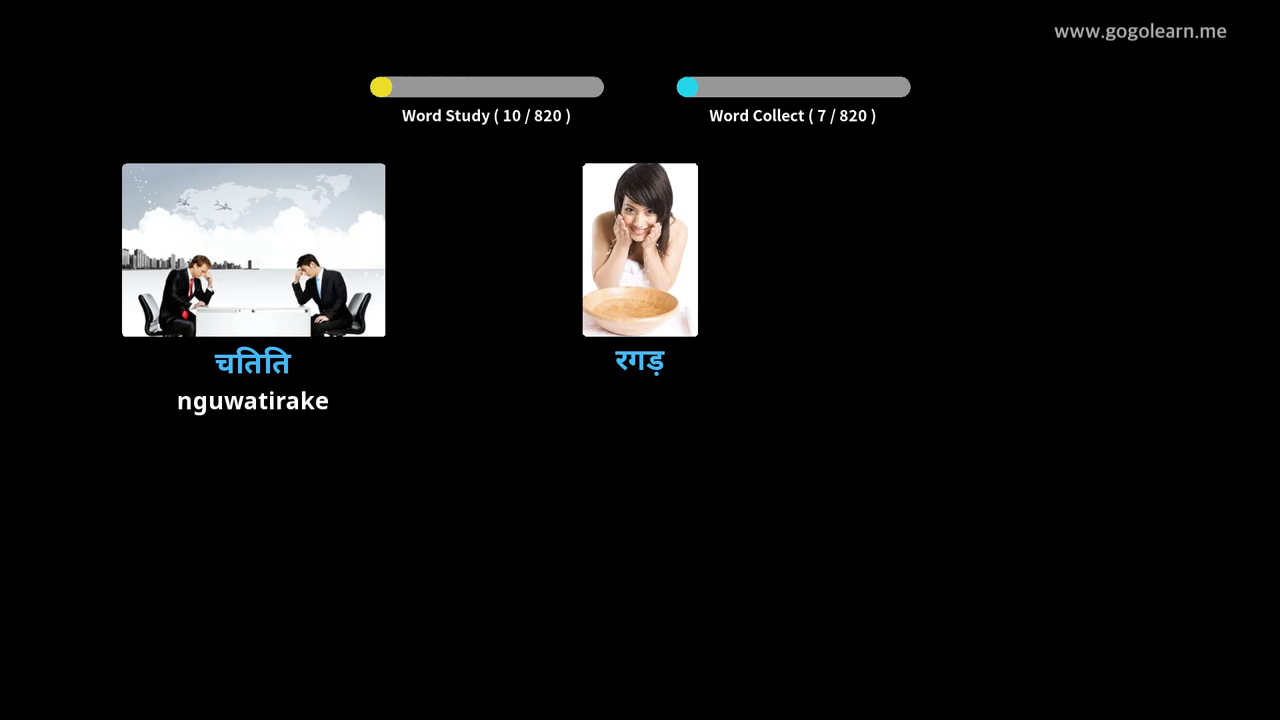 www.gogolearn.me
Word Study ( 10 / 820 )
Word Collect ( 7 / 820 )
चतिति
nguwatirake
रगड़